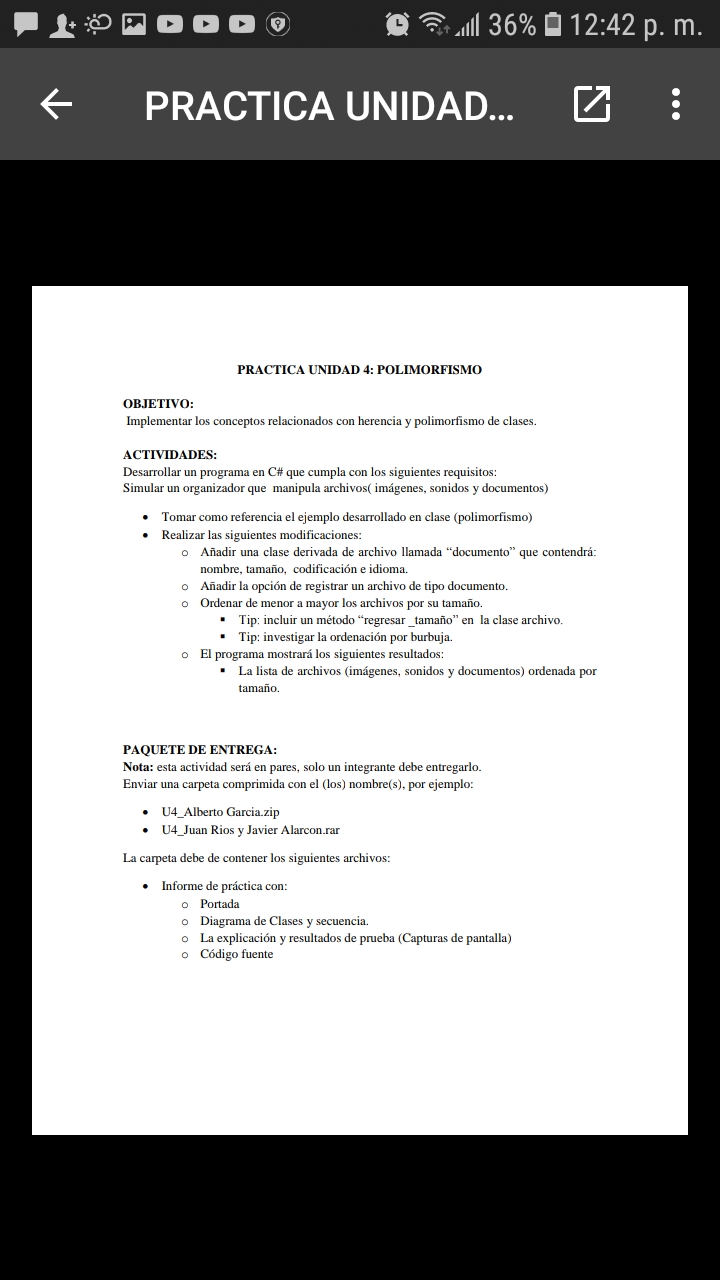 36% 12:42 p. m.
PRACTICA UNIDAD...
PRACTICA UNIDAD 4: POLIMORFISMO
OBJETIVO:
Implementar los conceptos relacionados con herencia y polimorfismo de clases.
ACTIVIDADES:
Desarrollar un programa en C# que cumpla con los siguientes requisitos:
Simular un organizador que manipula archivos( imágenes, sonidos y documentos)
• Tomar como referencia el ejemplo desarrollado en clase (polimorfismo)
• Realizar las siguientes modificaciones:
o Añadir una clase derivada de archivo llamada “documento” que contendrá:
nombre, tamaño, codificación e idioma.
o Añadir la opción de registrar un archivo de tipo documento.
o Ordenar de menor a mayor los archivos por su tamaño.
▪ Tip: incluir un método “regresar _tamaño” en la clase archivo.
▪ Tip: investigar la ordenación por burbuja.
o El programa mostrará los siguientes resultados:
▪ La lista de archivos (imágenes, sonidos y documentos) ordenada por
tamaño.
PAQUETE DE ENTREGA:
Nota: esta actividad será en pares, solo un integrante debe entregarlo.
Enviar una carpeta comprimida con el (los) nombre(s), por ejemplo:
• U4_Alberto Garcia.zip
• U4_Juan Rios y Javier Alarcon.rar
La carpeta debe de contener los siguientes archivos:
• Informe de práctica con:
o Portada
o Diagrama de Clases y secuencia.
o La explicación y resultados de prueba (Capturas de pantalla)
o Código fuente